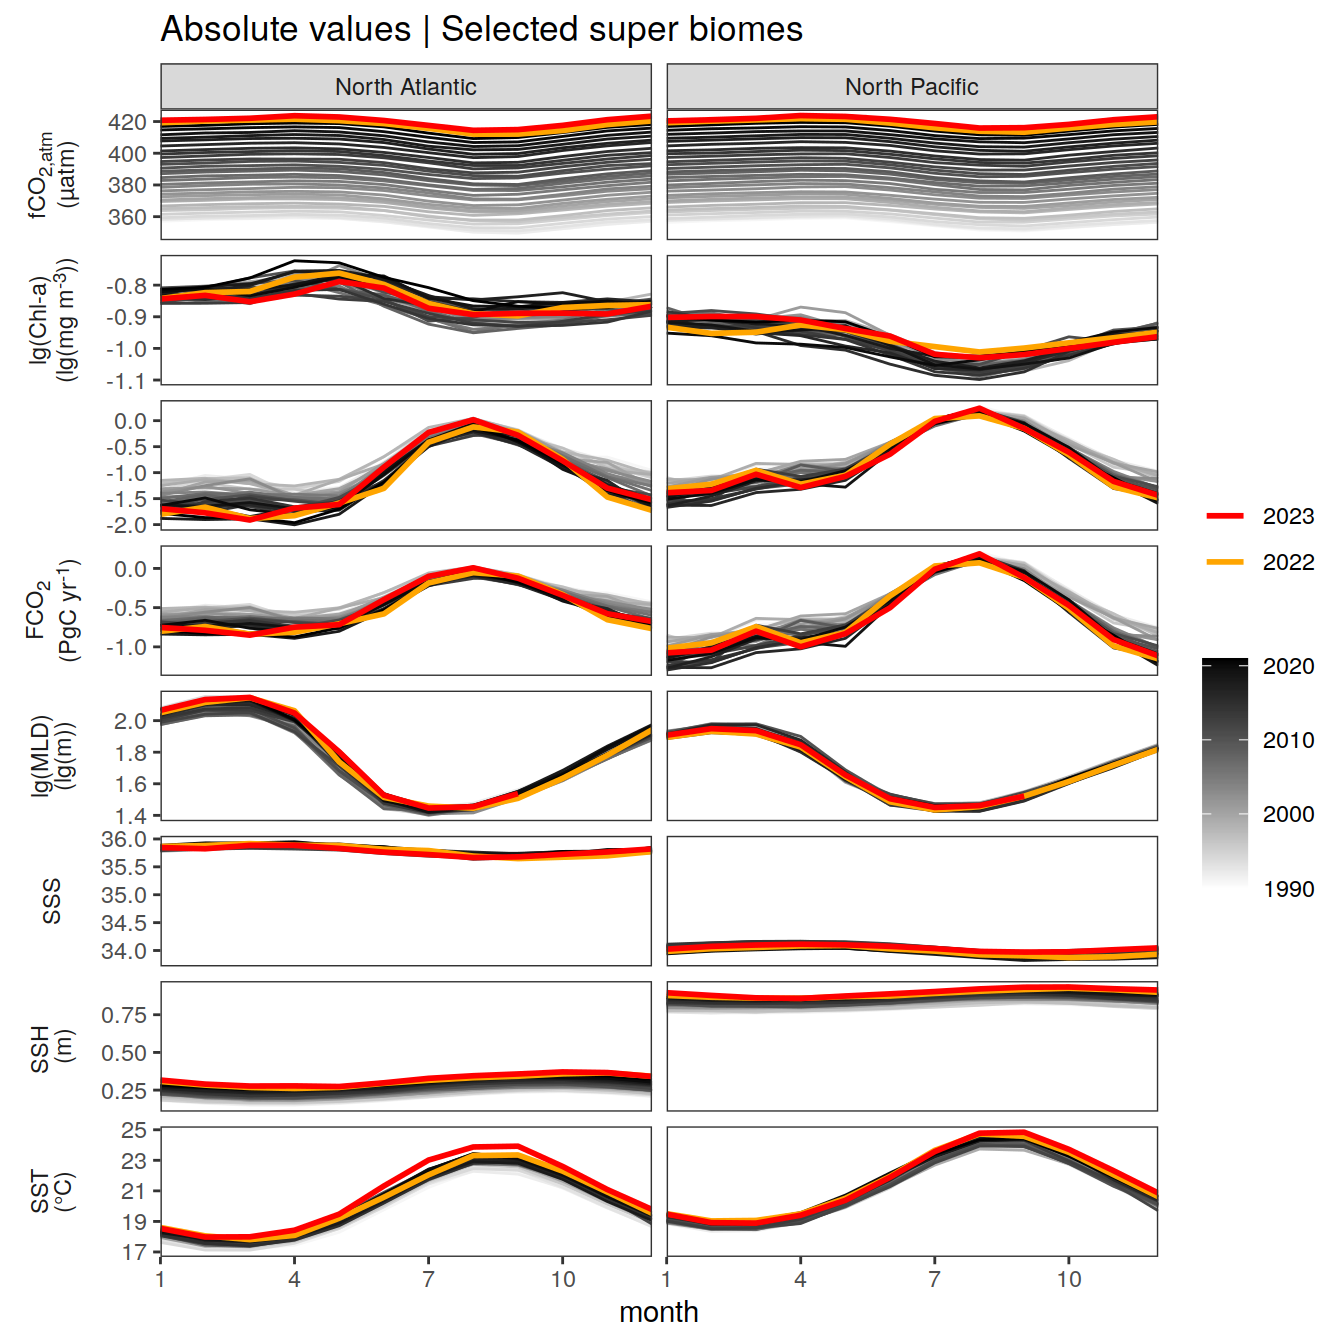 Absolute values | Selected super biomes
North Atlantic
North Pacific
fCO2,atm
(µatm)
420
400
380
360
lg(Chl-a)
(lg(mg m-3))
-0.8
-0.9
-1.0
-1.1
0.0
-0.5
-1.0
-1.5
-2.0
FCO2
(PgC yr-1)
0.0
-0.5
-1.0
lg(MLD)
(lg(m))
2.0
1.8
1.6
1.4
SSS
36.0
35.5
35.0
34.5
34.0
SSH
(m)
0.75
0.50
0.25
SST
(°C)
25
23
21
19
17
1
4
7
10
1
4
7
10
month
2023
2022
2020
2010
2000
1990